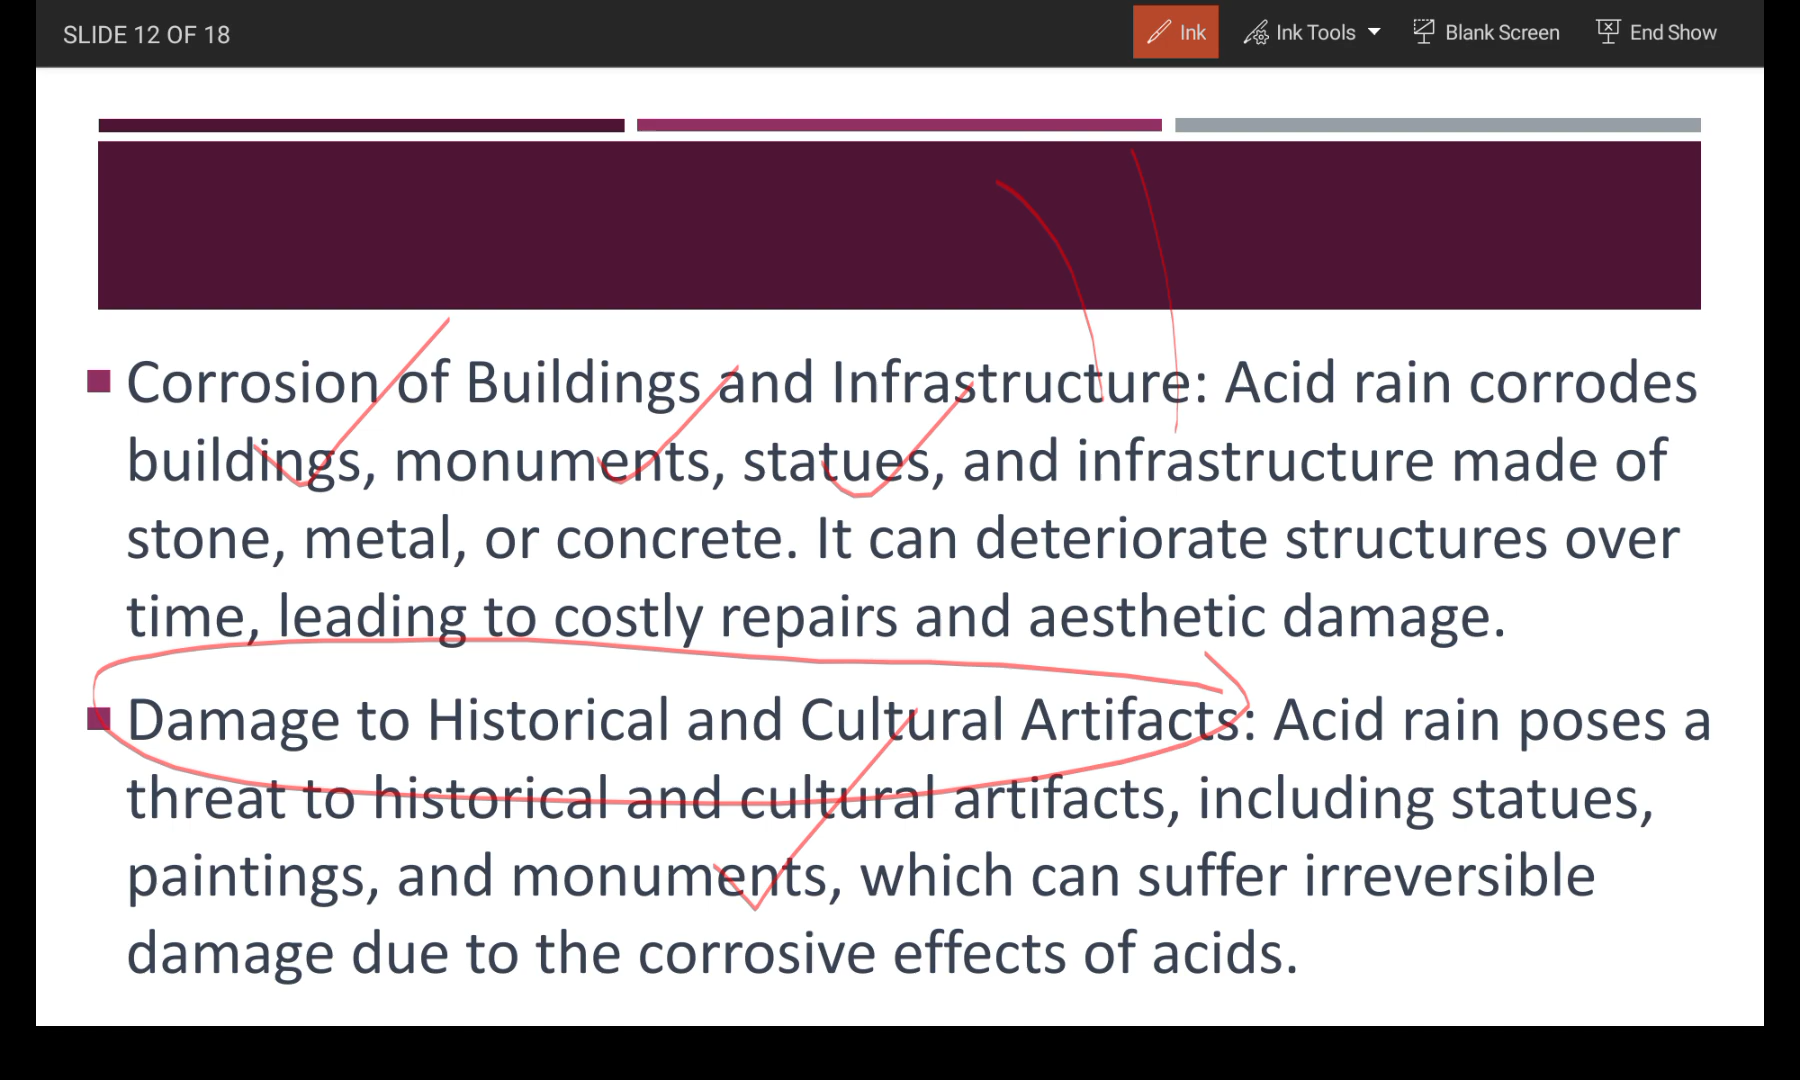 SLIDE 12 OF 18
Ink
Ink Tools
Blank Screen
End Show
Corrosion of Buildings and Infrastructure: Acid rain corrodes
buildings, monuments, statues, and infrastructure made of
stone, metal, or concrete. It can deteriorate structures over
time, leading to costly repairs and aesthetic damage.
Damage to Historical and Cultural Artifacts: Acid rain poses a
threat to historical and cultural artifacts, including statues,
paintings, and monuments, which can suffer irreversible
damage due to the corrosive effects of acids.